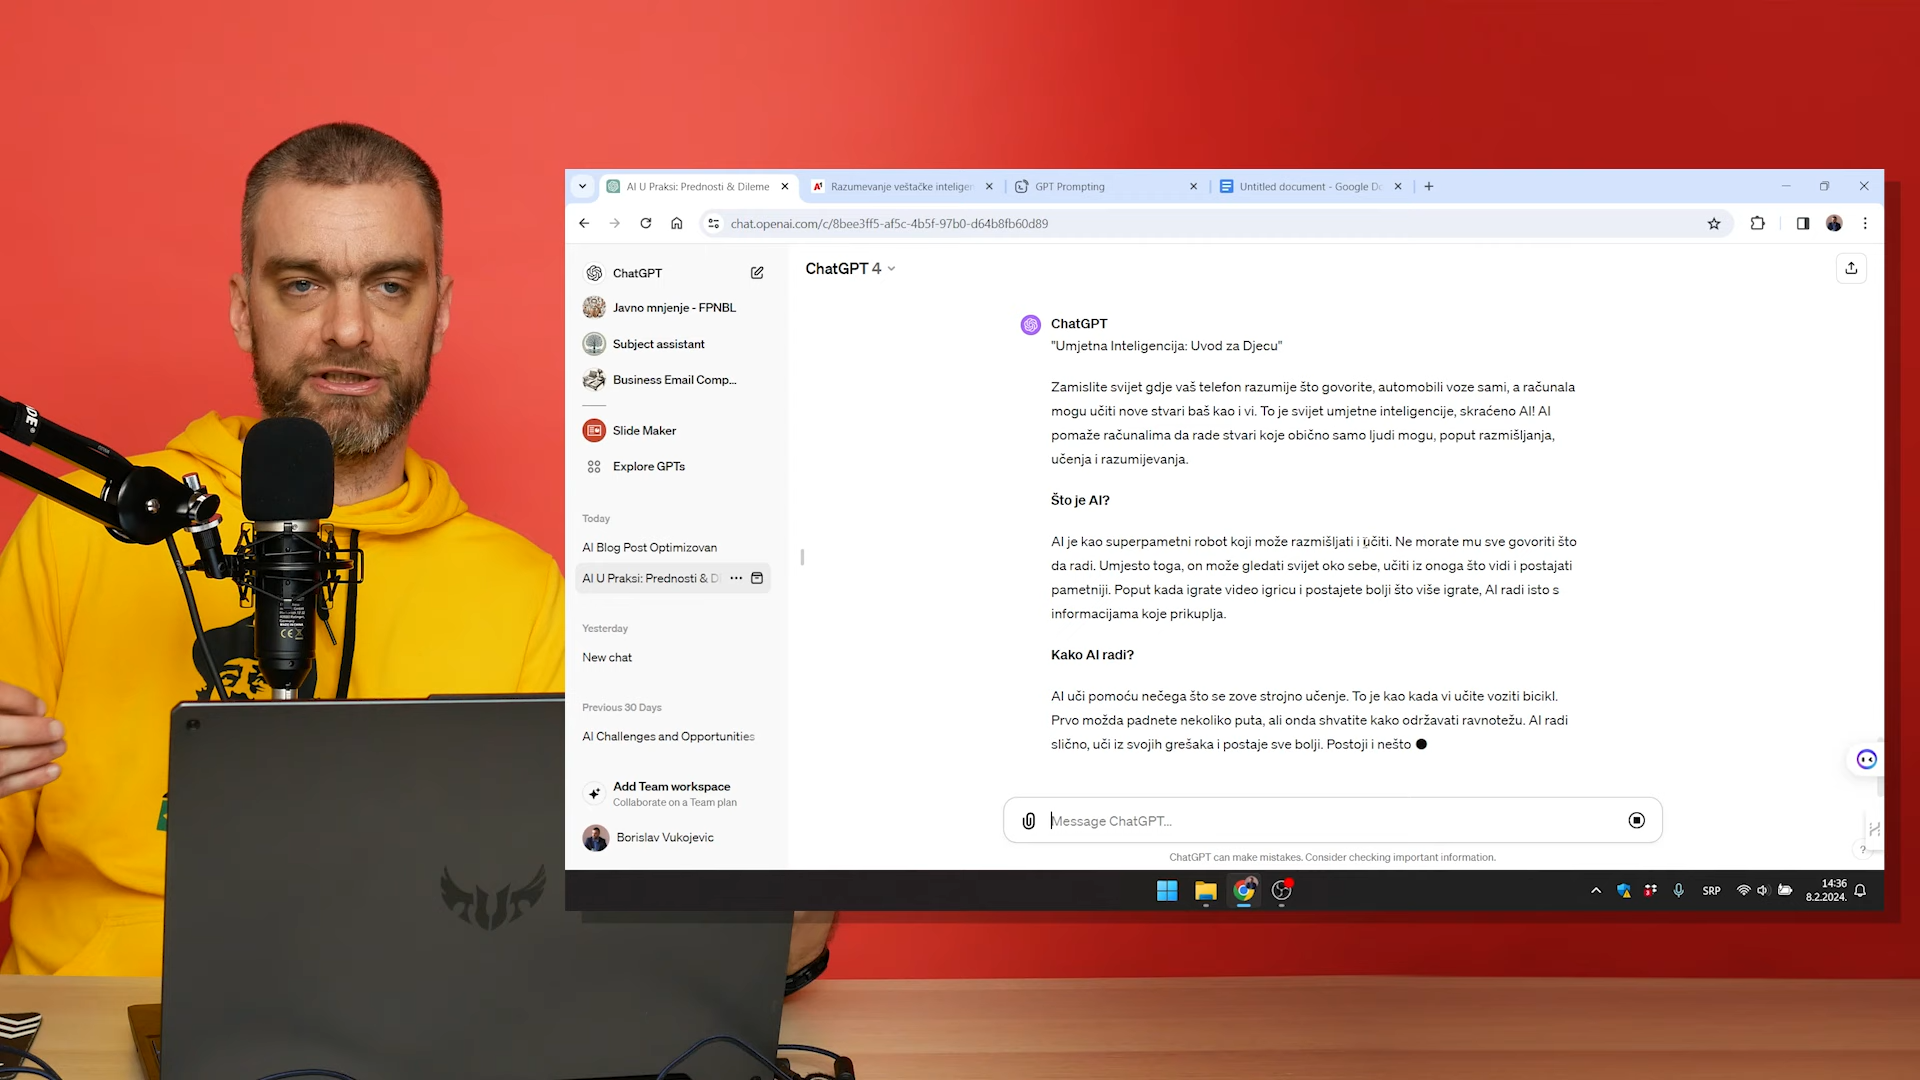 AI U Praksi: Prednosti & Dileme
Razumevanje veštačke inteligen
GPT Prompting
Untitled document - Google Do
chat.openai.com/c/8bee3ff5-af5c-4b5f-97b0-d64b8fb60d89
ChatGPT
Javno mnjenje - FPNBL
Subject assistant
Business Email Comp...
Slide Maker
Explore GPTs
Today
AI Blog Post Optimizovan
AI U Praksi: Prednosti & D
Yesterday
New chat
Previous 30 Days
AI Challenges and Opportunities
Add Team workspace
Collaborate on a Team plan
Borislav Vukojevic
ChatGPT 4
ChatGPT
"Umjetna Inteligencija: Uvod za Djecu"
Zamislite svijet gdje vaš telefon razumije što govorite, automobili voze sami, a računala
mogu učiti nove stvari baš kao i vi. To je svijet umjetne inteligencije, skraćeno AI! AI
pomaže računalima da rade stvari koje obično samo ljudi mogu, poput razmišljanja,
učenja i razumijevanja.
Što je AI?
AI je kao superpametni robot koji može razmišljati i učiti. Ne morate mu sve govoriti što
da radi. Umjesto toga, on može gledati svijet oko sebe, učiti iz onoga što vidi i postajati
pametniji. Poput kada igrate video igricu i postajete bolji što više igrate, AI radi isto s
informacijama koje prikuplja.
Kako AI radi?
AI uči pomoću nečega što se zove strojno učenje. To je kao kada vi učite voziti bicikl.
Prvo možda padnete nekoliko puta, ali onda shvatite kako održavati ravnotežu. AI radi
slično, uči iz svojih grešaka i postaje sve bolji. Postoji i nešto
Message ChatGPT...
ChatGPT can make mistakes. Consider checking important information.
?
SRP
14:36
8.2.2024.